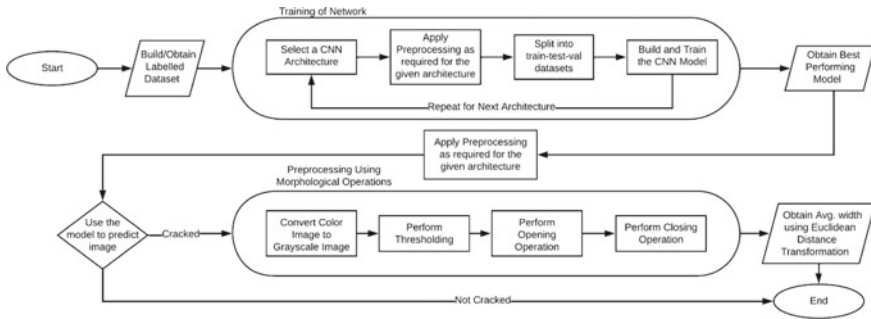 Training of Network
Start
Build/Obtain
Labelled
Dataset
Select a CNN
Architecture
Apply
Preprocessing as
required for the
given architecture
Split into
train-test-val
datasets
Build and Train
the CNN Model
Repeat for Next Architecture
Obtain Best
Performing
Model
Apply Preprocessing
as required for the
given architecture
Preprocessing Using
Morphological Operations
Use the
model to predict
image
Cracked
Convert Color
Image to
Grayscale Image
Perform
Thresholding
Perform
Opening
Operation
Perform Closing
Operation
Obtain Avg. width
using Euclidean
Distance
Transformation
Not Cracked
End